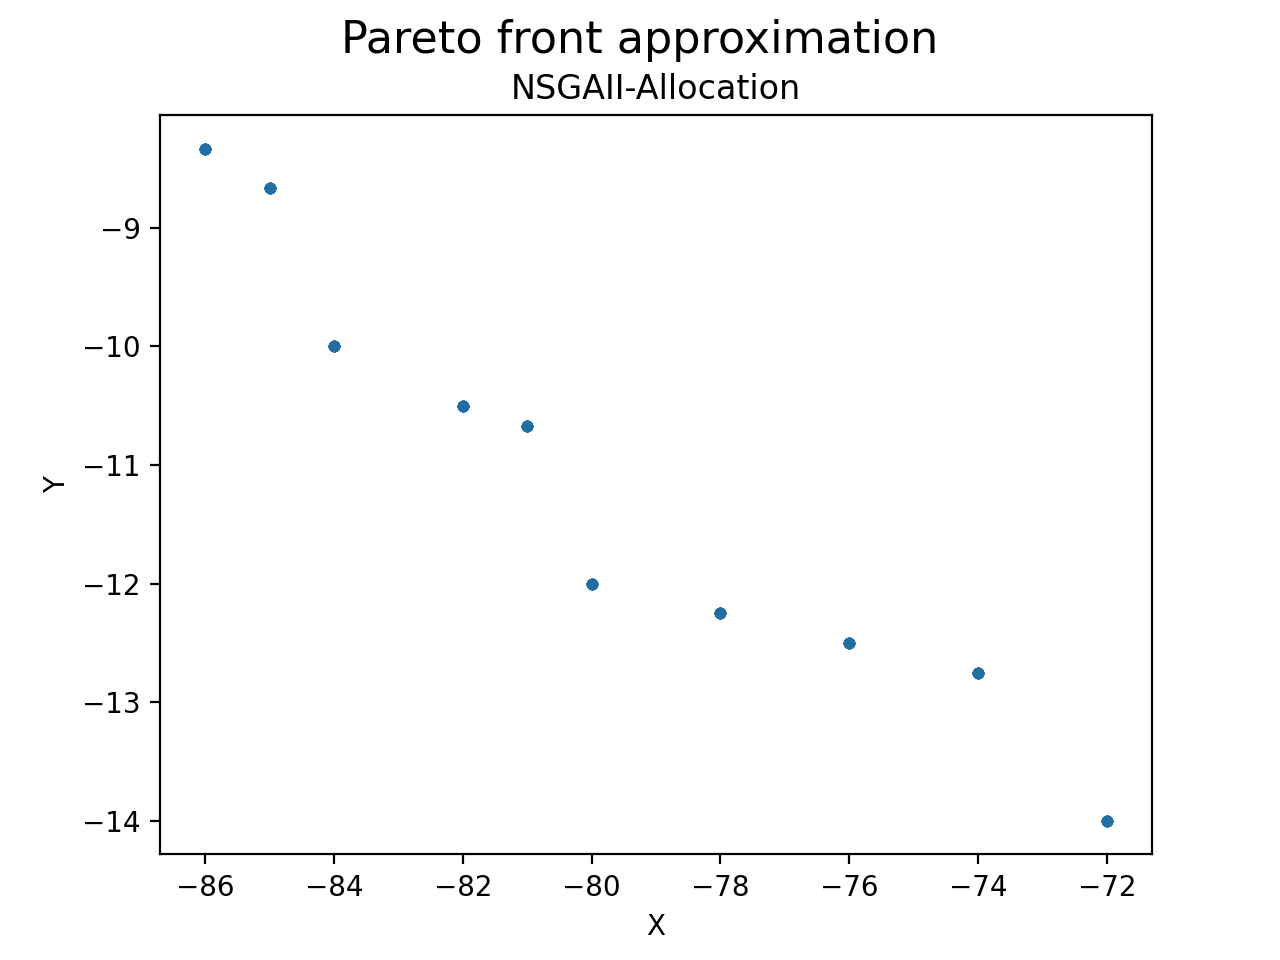 Pareto front approximation
NSGAII-Allocation
−9
−10
−11
−12
−13
−14
Y
−86 −84 −82 −80 −78 −76 −74 −72
X